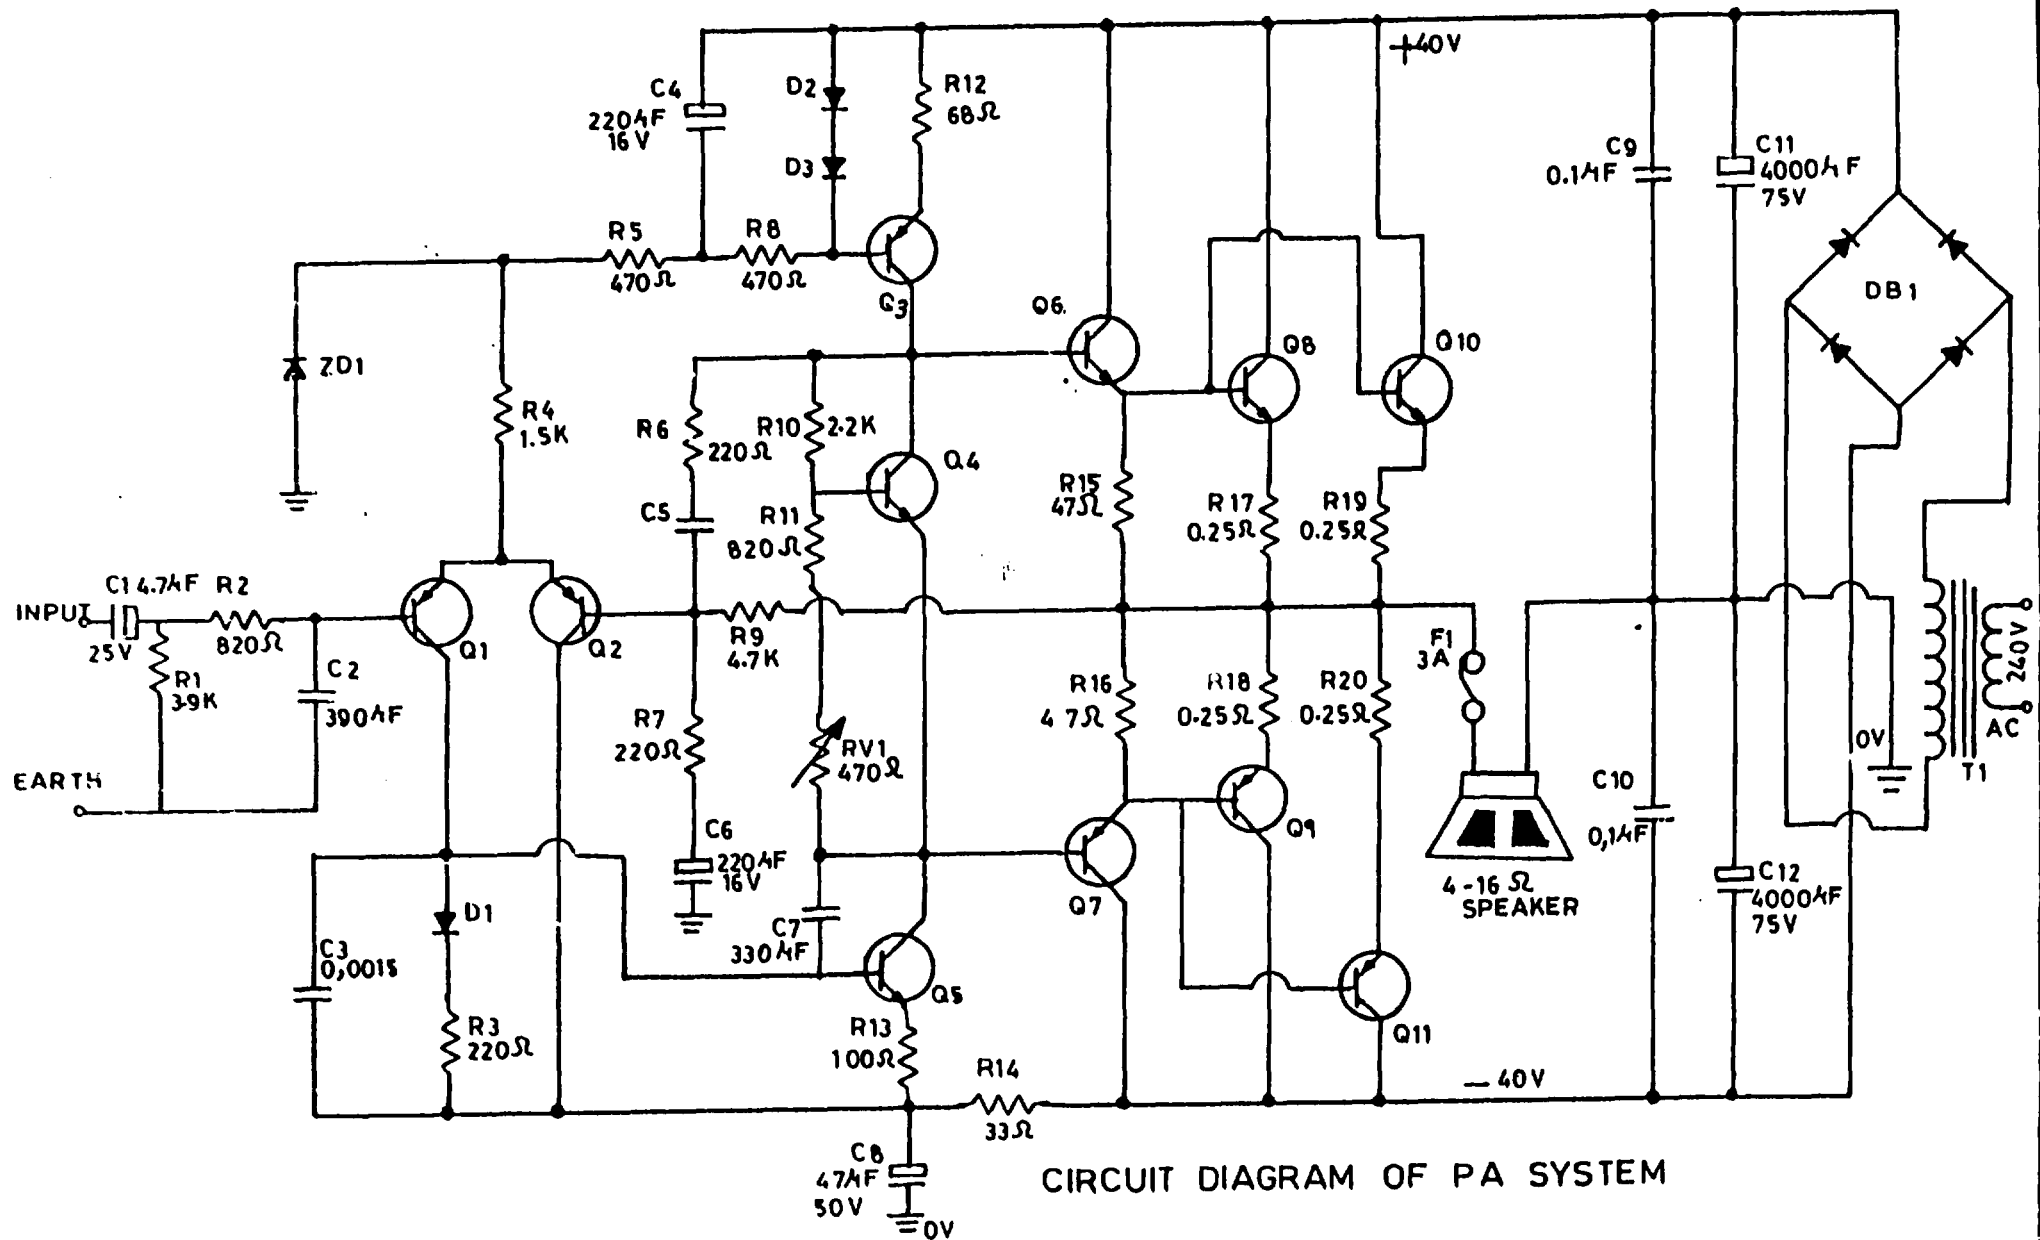 +40V
C4
220µF
16V
D2
D3
R12
68Ω
C9
0.1µF
C11
4000µF
75V
R5
470Ω
R8
470Ω
Q3
DB1
ZD1
Q6.
Q8
Q10
R4
1.5K
R6
220Ω
R10
2.2K
Q4
C5
R11
820Ω
R15
47Ω
R17
0.25Ω
R19
0.25Ω
INPUT
C1 4.7µF
25V
R2
820Ω
R1
3.9K
C2
390µF
EARTH
Q1
Q2
R9
4.7K
F1
3A
R7
220Ω
RV1
470Ω
R16
47Ω
R18
0.25Ω
R20
0.25Ω
0V
T1
240V
AC
C10
0,1µF
C6
220µF
16V
Q7
Q9
4-16 Ω
SPEAKER
C12
4000µF
75V
D1
C3
0,0015
C7
330µF
Q5
R3
220Ω
R13
100Ω
Q11
R14
33Ω
— 40V
C8
47µF
50V
0V
CIRCUIT DIAGRAM OF PA SYSTEM